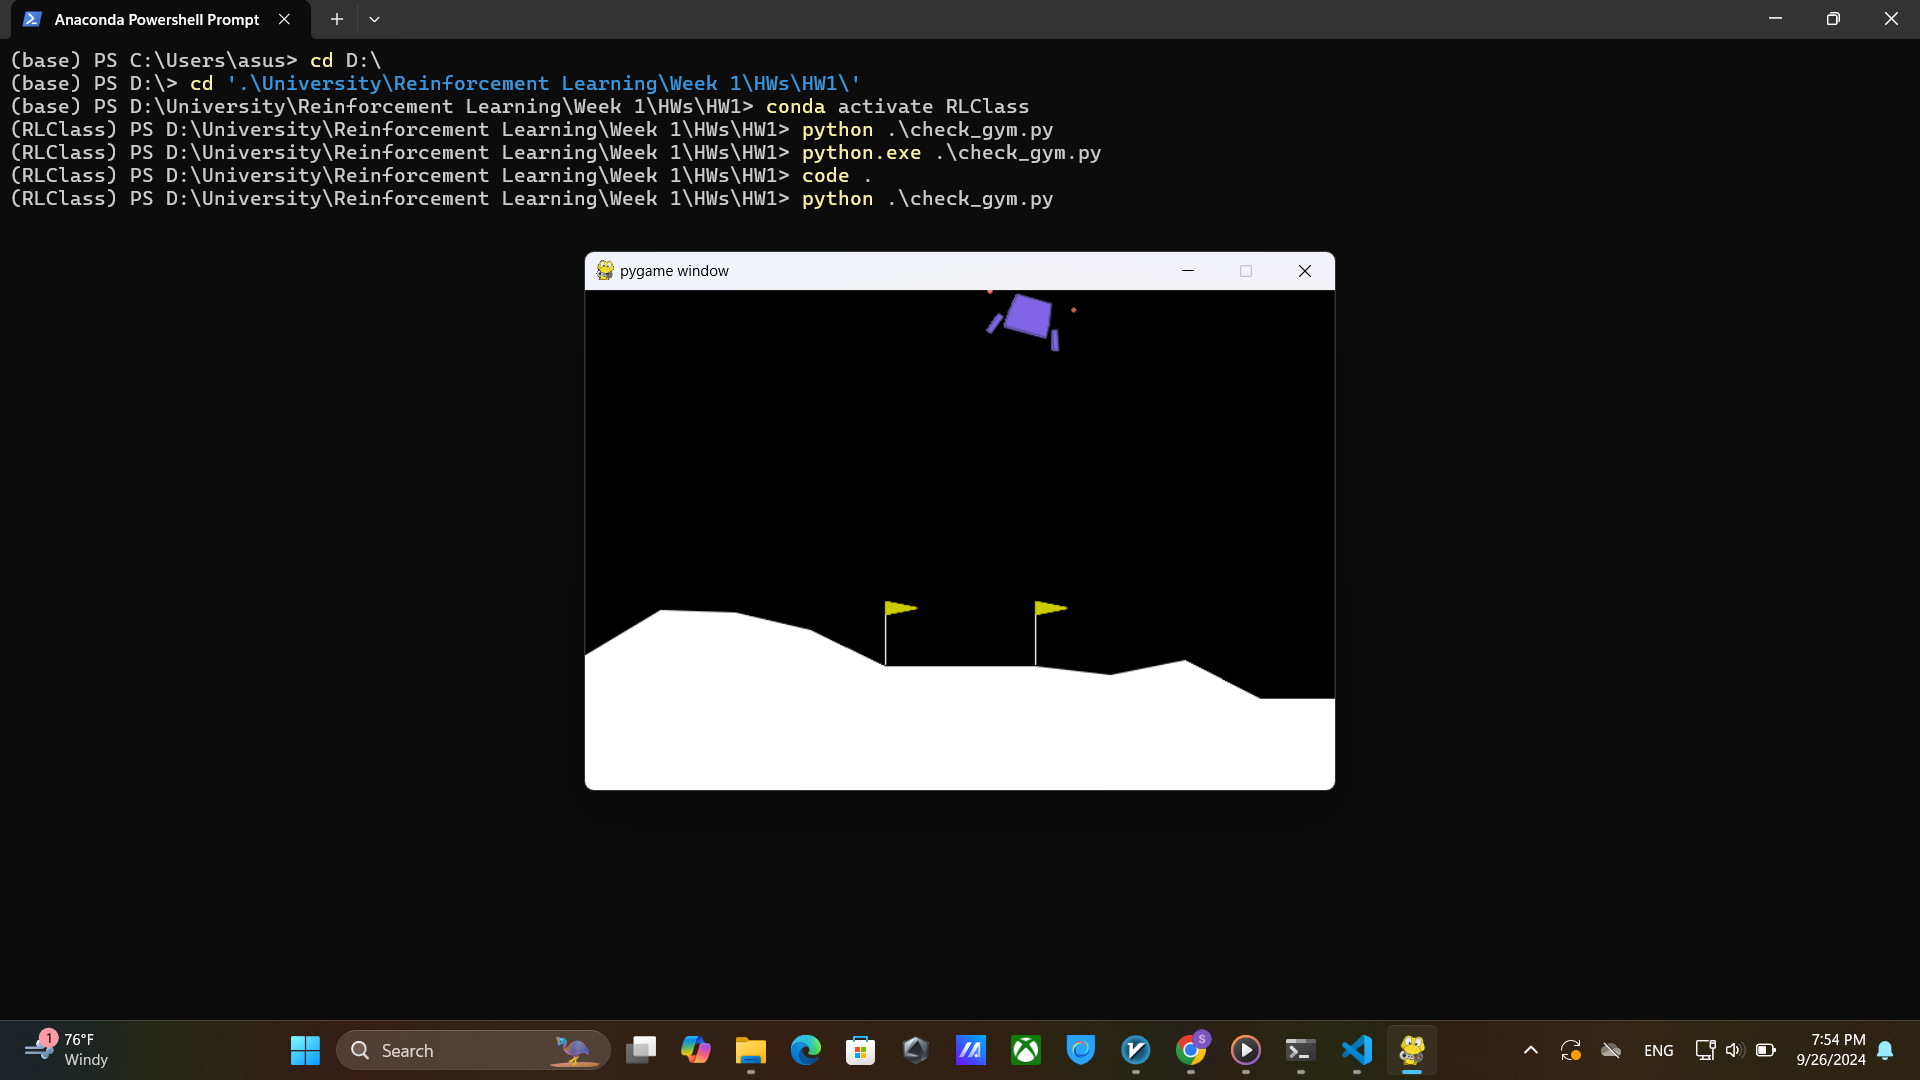 Anaconda Powershell Prompt
(base) PS C:\Users\asus> cd D:\
(base) PS D:\> cd '.\University\Reinforcement Learning\Week 1\HWs\HW1\'
(base) PS D:\University\Reinforcement Learning\Week 1\HWs\HW1> conda activate RLClass
(RLClass) PS D:\University\Reinforcement Learning\Week 1\HWs\HW1> python .\check_gym.py
(RLClass) PS D:\University\Reinforcement Learning\Week 1\HWs\HW1> python.exe .\check_gym.py
(RLClass) PS D:\University\Reinforcement Learning\Week 1\HWs\HW1> code .
(RLClass) PS D:\University\Reinforcement Learning\Week 1\HWs\HW1> python .\check_gym.py
pygame window
1
76°F
Windy
Search
S
ENG
7:54 PM
9/26/2024